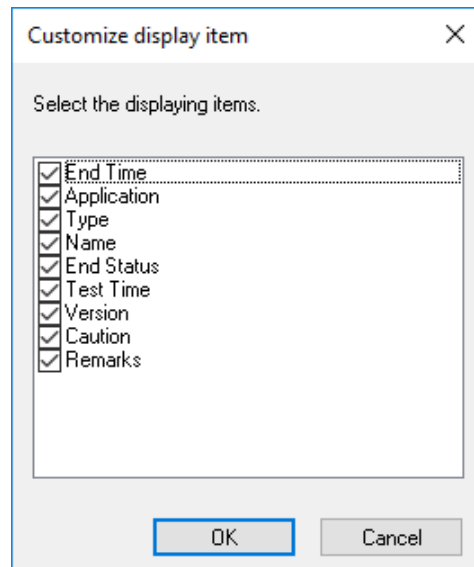 Customize display item
Select the displaying items.
End Time
Application
Type
Name
End Status
Test Time
Version
Caution
Remarks
OK Cancel